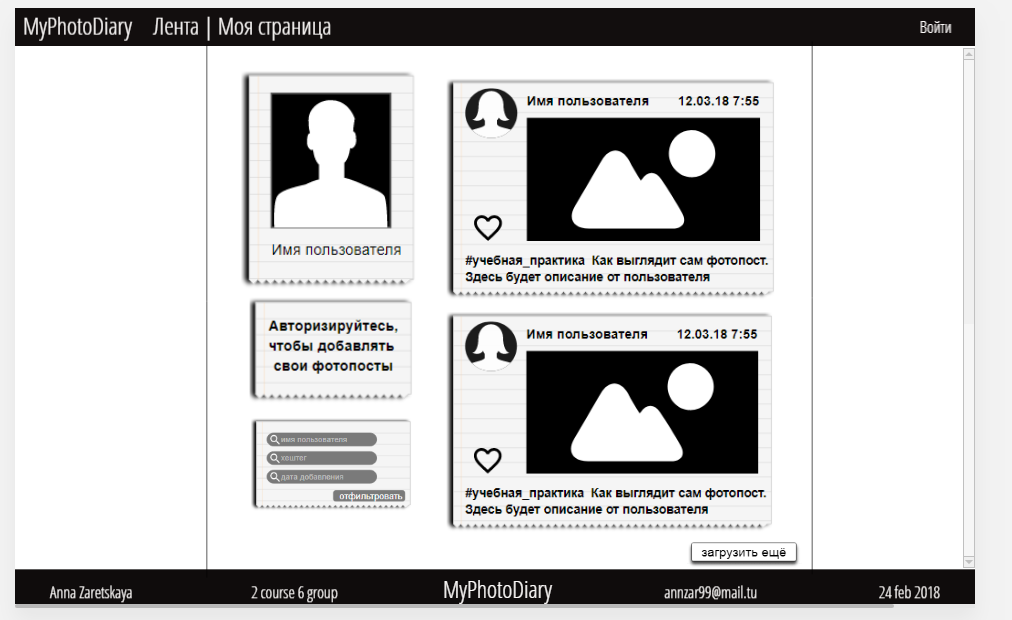 MyPhotoDiary Лента | Моя страница Войти
Имя пользователя
Авторизируйтесь,
чтобы добавлять
свои фотопосты
имя пользователя
хештег
дата добавления
отфильтровать
Имя пользователя 12.03.18 7:55
#учебная_практика Как выглядит сам фотопост.
Здесь будет описание от пользователя
Имя пользователя 12.03.18 7:55
#учебная_практика Как выглядит сам фотопост.
Здесь будет описание от пользователя
загрузить ещё
Anna Zaretskaya 2 course 6 group MyPhotoDiary annzar99@mail.tu 24 feb 2018